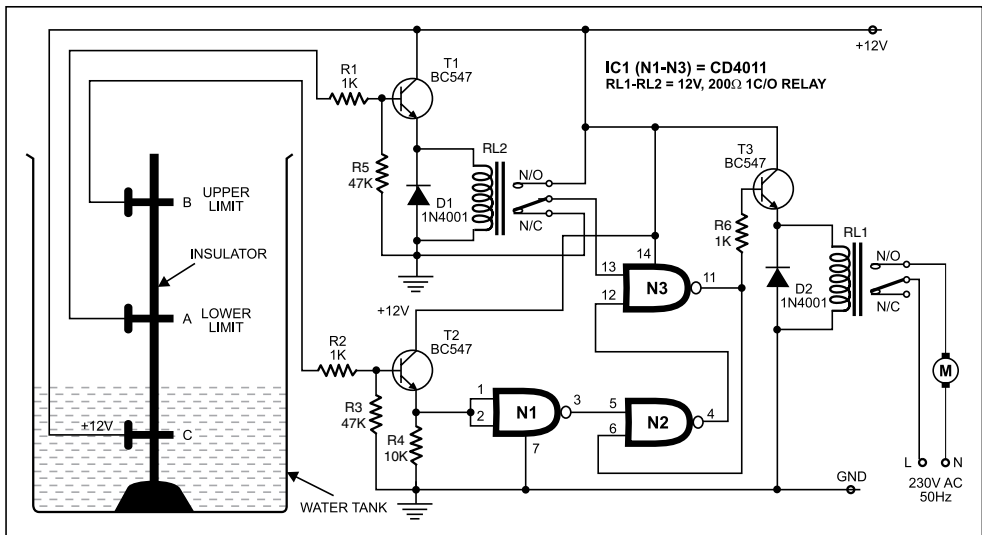 +12V
IC1 (N1-N3) = CD4011
RL1-RL2 = 12V, 200Ω 1C/O RELAY
T1
BC547
R1
1K
R5
47K
RL2
D1
1N4001
N/O
N/C
T3
BC547
R6
1K
RL1
D2
1N4001
N/O
N/C
B
UPPER
LIMIT
INSULATOR
A
LOWER
LIMIT
+12V
C
WATER TANK
+12V
T2
BC547
R2
1K
R3
47K
R4
10K
14
13
12
N3
11
1
2
N1
3
7
5
6
N2
4
M
GND
L
N
230V AC
50Hz